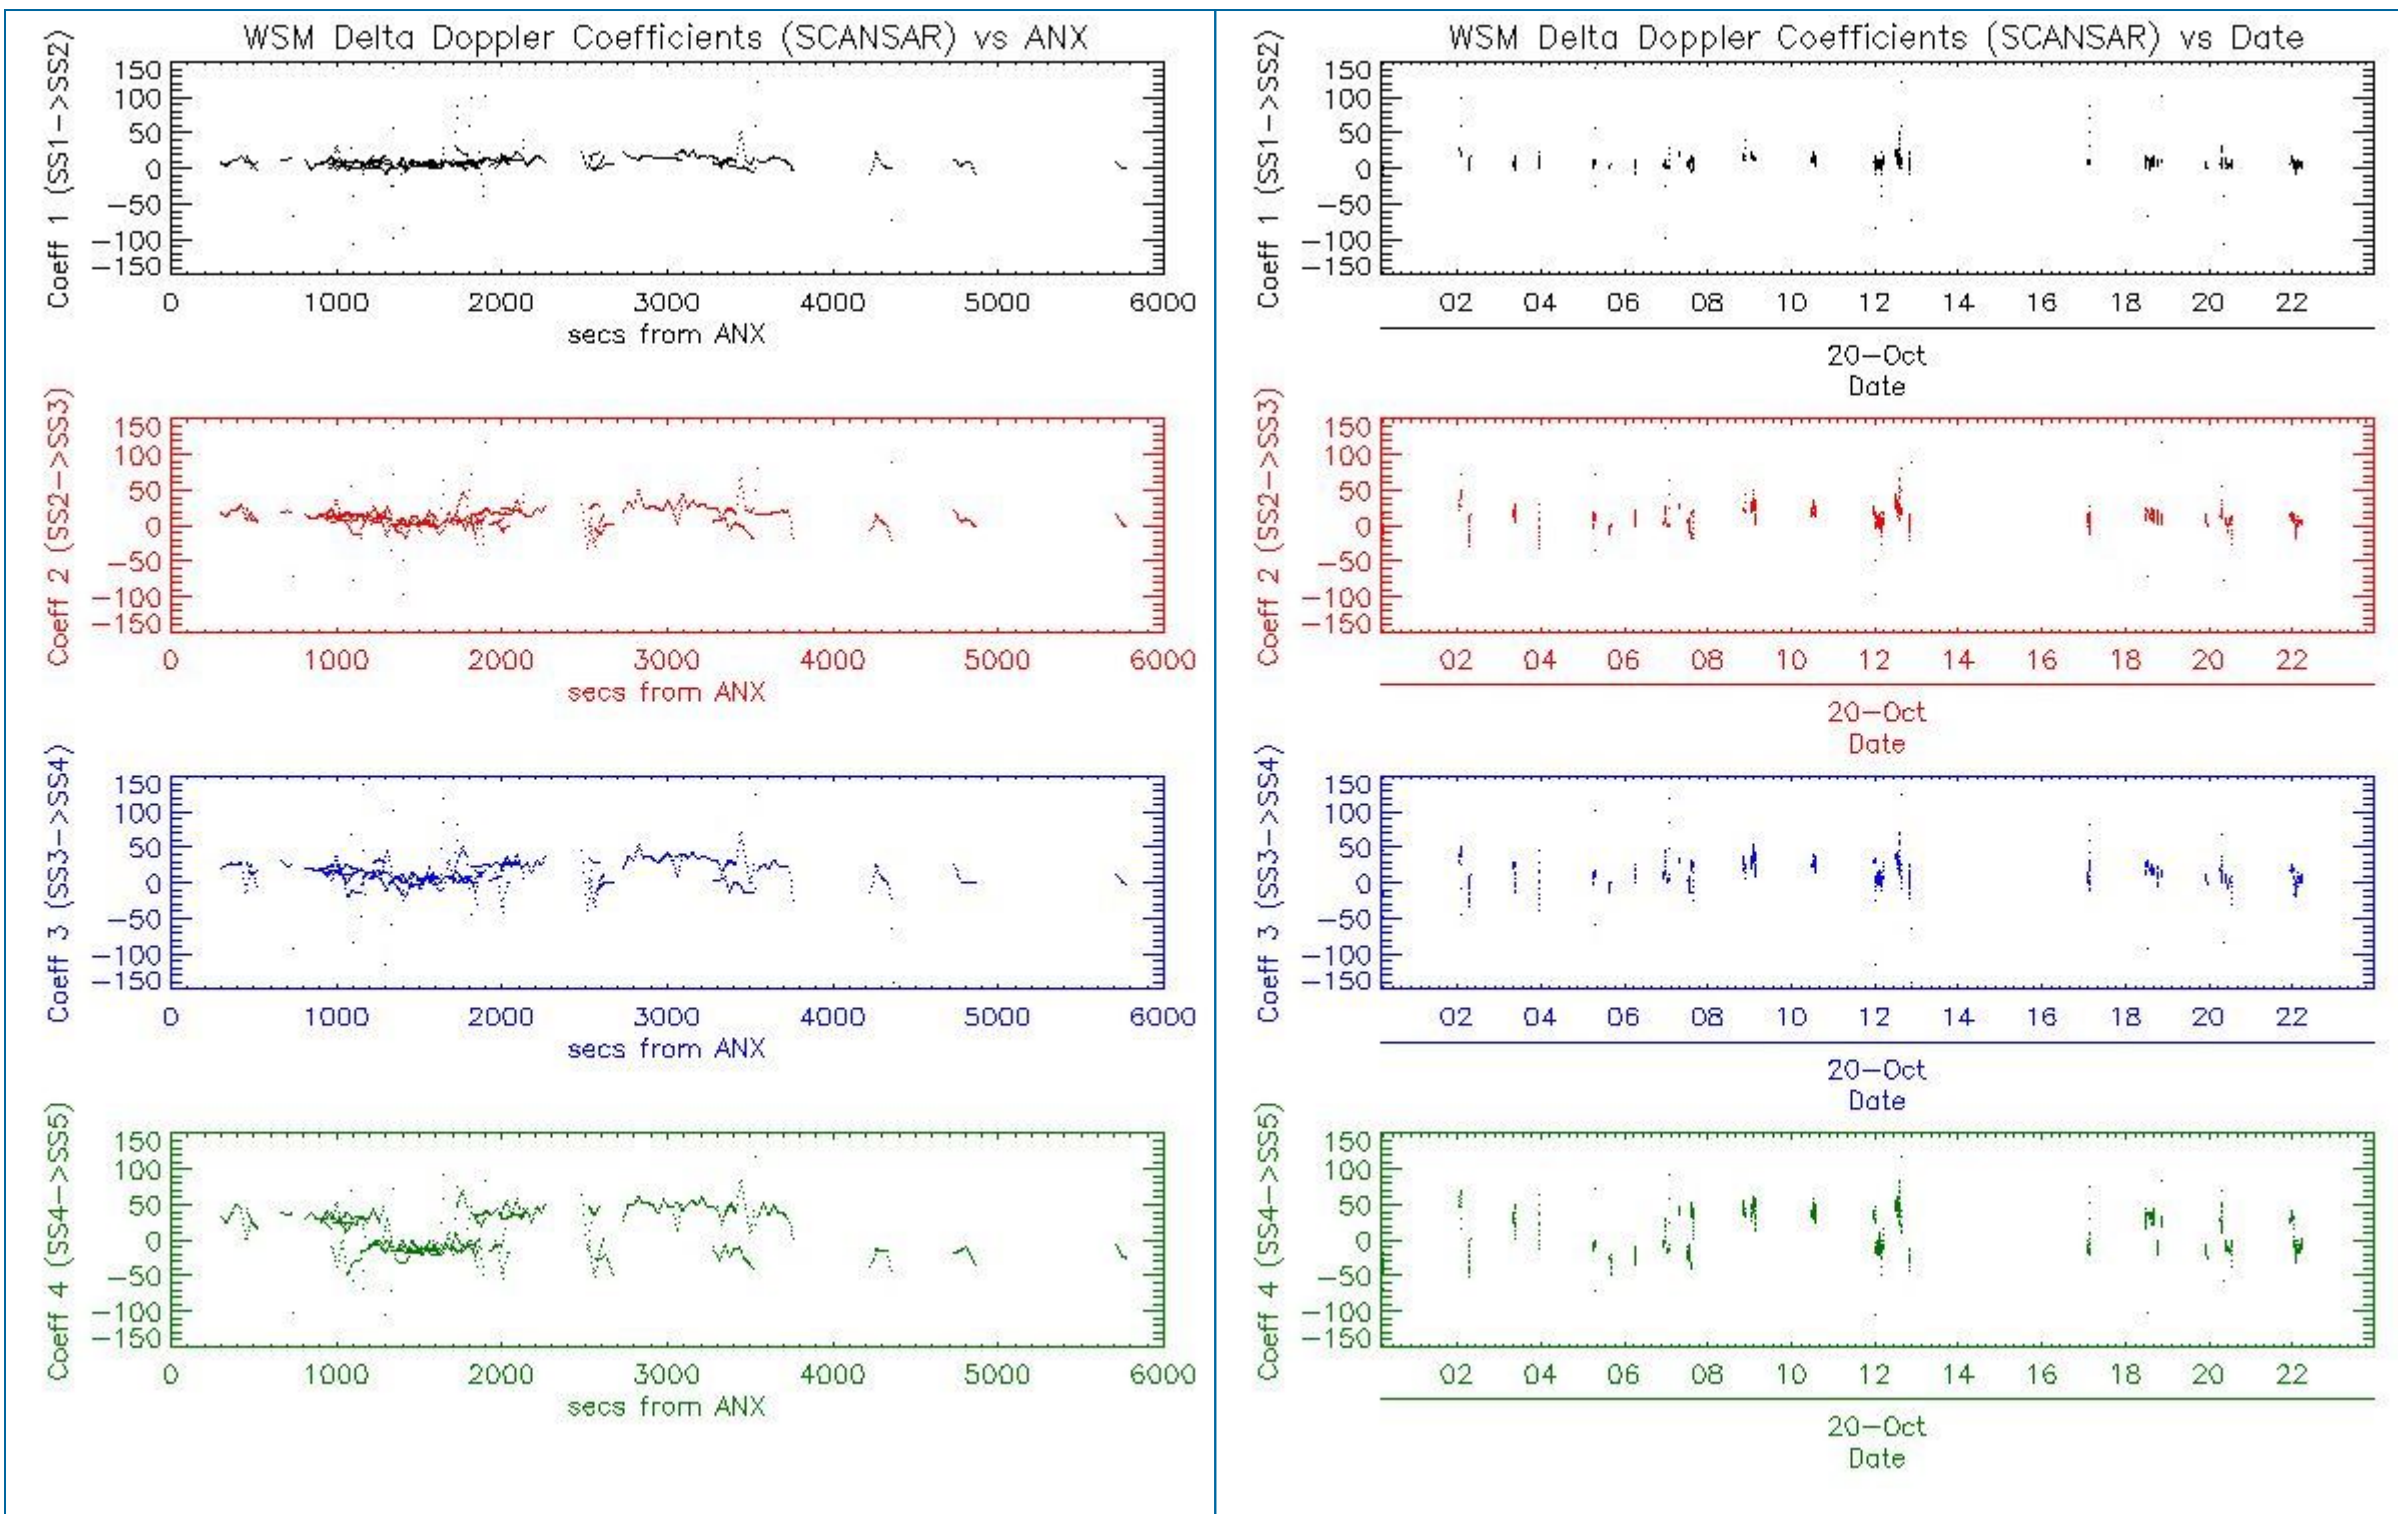 WSM Delta Doppler Coefficients (SCANSAR) vs ANX
Coeff 1 (SS1->SS2)
150
100
50
0
-50
-100
-150
0 1000 2000 3000 4000 5000 6000
secs from ANX
Coeff 2 (SS2->SS3)
150
100
50
0
-50
-100
-150
0 1000 2000 3000 4000 5000 6000
secs from ANX
Coeff 3 (SS3->SS4)
150
100
50
0
-50
-100
-150
0 1000 2000 3000 4000 5000 6000
secs from ANX
Coeff 4 (SS4->SS5)
150
100
50
0
-50
-100
-150
0 1000 2000 3000 4000 5000 6000
secs from ANX
WSM Delta Doppler Coefficients (SCANSAR) vs Date
Coeff 1 (SS1->SS2)
150
100
50
0
-50
-100
-150
02 04 06 08 10 12 14 16 18 20 22
20-Oct
Date
Coeff 2 (SS2->SS3)
150
100
50
0
-50
-100
-150
02 04 06 08 10 12 14 16 18 20 22
20-Oct
Date
Coeff 3 (SS3->SS4)
150
100
50
0
-50
-100
-150
02 04 06 08 10 12 14 16 18 20 22
20-Oct
Date
Coeff 4 (SS4->SS5)
150
100
50
0
-50
-100
-150
02 04 06 08 10 12 14 16 18 20 22
20-Oct
Date